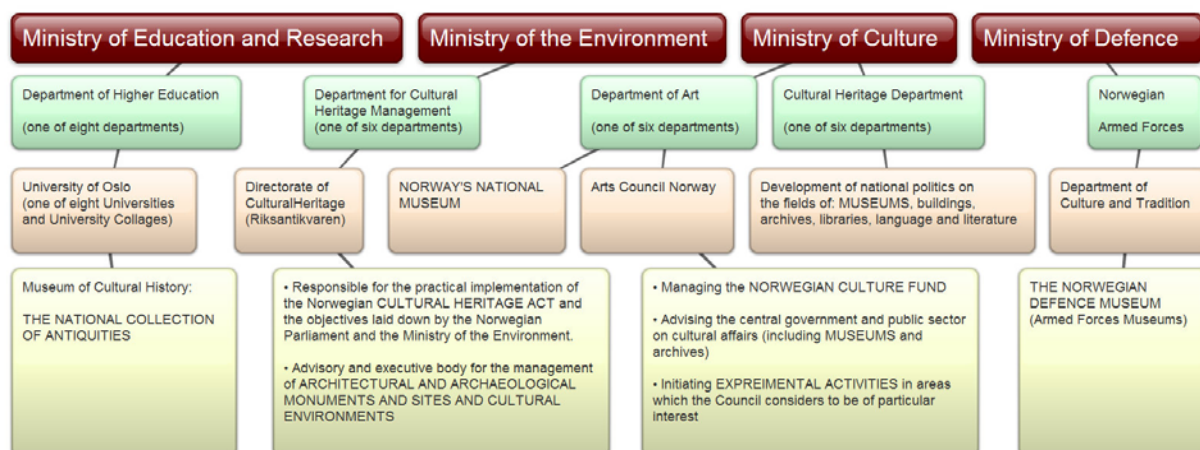 Ministry of Education and Research
Ministry of the Environment
Ministry of Culture
Ministry of Defence
Department of Higher Education
(one of eight departments)
Department for Cultural
Heritage Management
(one of six departments)
Department of Art
(one of six departments)
Cultural Heritage Department
(one of six departments)
Norwegian
Armed Forces
University of Oslo
(one of eight Universities
and University Collages)
Directorate of
CulturalHeritage
(Riksantikvaren)
NORWAY'S NATIONAL
MUSEUM
Arts Council Norway
Development of national politics on
the fields of: MUSEUMS, buildings,
archives, libraries, language and literature
Department of
Culture and Tradition
Museum of Cultural History:
THE NATIONAL COLLECTION
OF ANTIQUITIES
• Responsible for the practical implementation of
the Norwegian CULTURAL HERITAGE ACT and
the objectives laid down by the Norwegian
Parliament and the Ministry of the Environment.
• Advisory and executive body for the management
of ARCHITECTURAL AND ARCHAEOLOGICAL
MONUMENTS AND SITES AND CULTURAL
ENVIRONMENTS
• Managing the NORWEGIAN CULTURE FUND
• Advising the central government and public sector
on cultural affairs (including MUSEUMS and
archives)
• Initiating EXPREIMENTAL ACTIVITIES in areas
which the Council considers to be of particular
interest
THE NORWEGIAN
DEFENCE MUSEUM
(Armed Forces Museums)